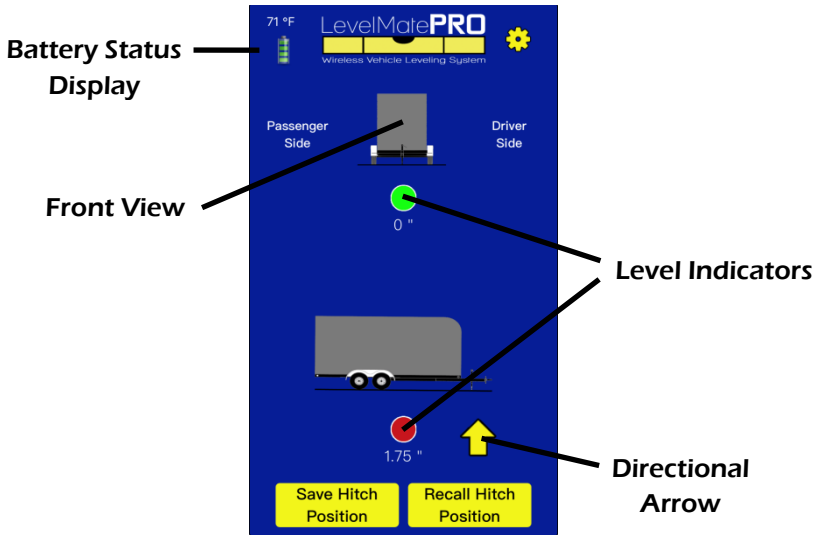 71 °F
LevelMatePRO
Wireless Vehicle Leveling System
Battery Status
Display
Passenger
Side
Driver
Side
Front View
0 "
Level Indicators
1.75 "
Directional
Arrow
Save Hitch
Position
Recall Hitch
Position